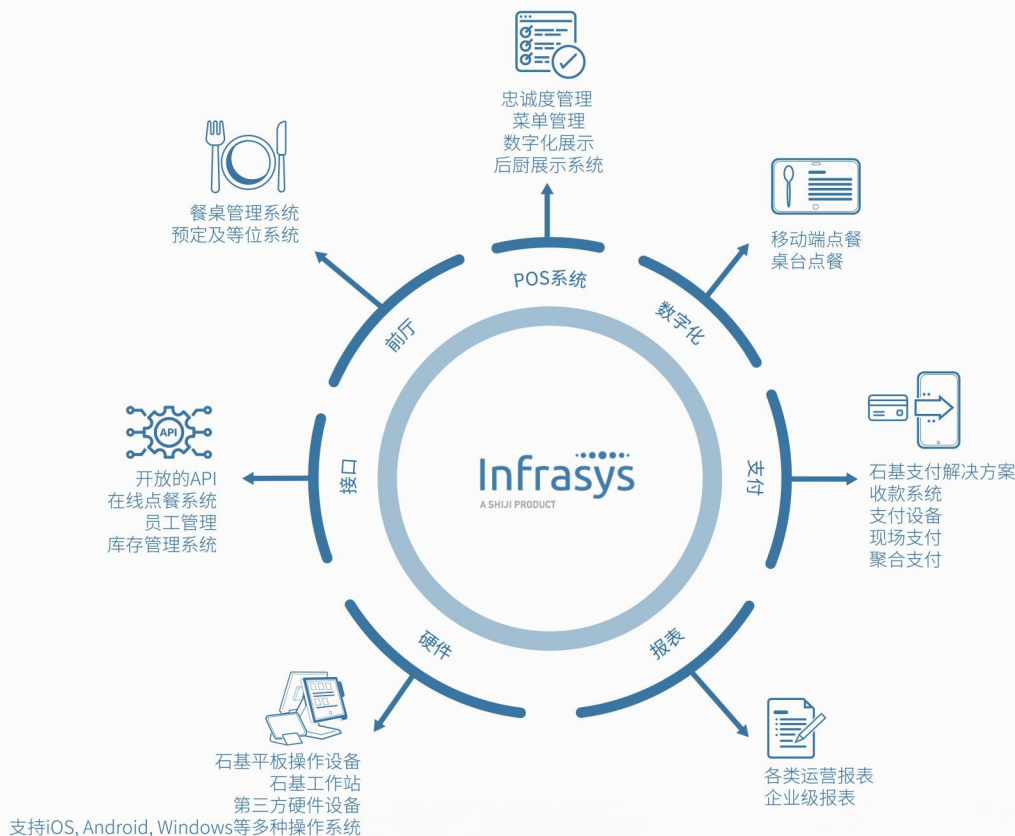 忠诚度管理
菜单管理
数字化展示
后厨展示系统
POS系统
移动端点餐
桌台点餐
数字化
石基支付解决方案
收款系统
支付设备
现场支付
聚合支付
支付
各类运营报表
企业级报表
报表
硬件
石基平板操作设备
石基工作站
第三方硬件设备
支持iOS, Android, Windows等多种操作系统
接口
API
开放的API
在线点餐系统
员工管理
库存管理系统
前厅
餐桌管理系统
预定及等位系统
Infrasys
A SHIJI PRODUCT